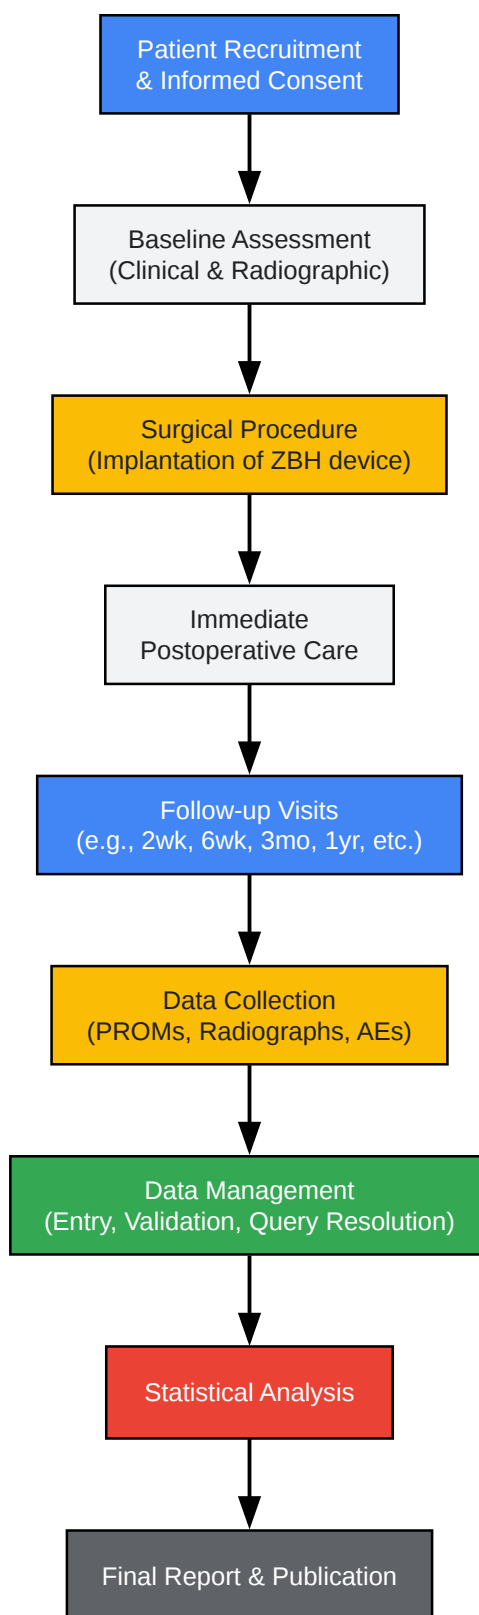 Patient Recruitment
& Informed Consent
Baseline Assessment
(Clinical & Radiographic)
Surgical Procedure
(Implantation of ZBH device)
Immediate
Postoperative Care
Follow-up Visits
(e.g., 2wk, 6wk, 3mo, 1yr, etc.)
Data Collection
(PROMs, Radiographs, AEs)
Data Management
(Entry, Validation, Query Resolution)
Statistical Analysis
Final Report & Publication